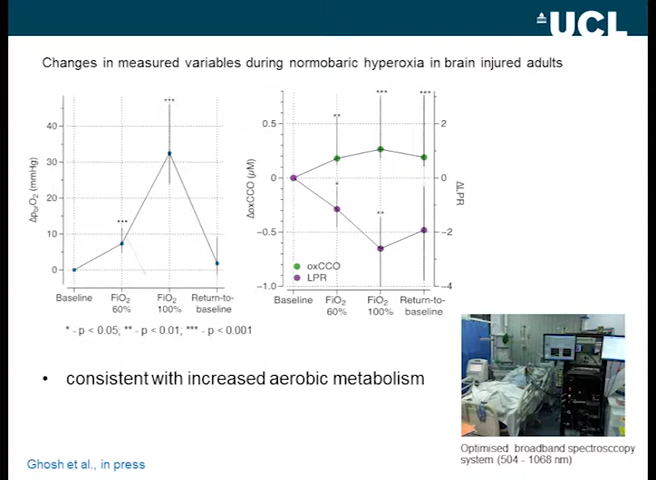 UCL
Changes in measured variables during normobaric hyperoxia in brain injured adults
ΔpbrO2 (mmHg)
40
30
20
10
0
***
***
Baseline
FiO2 60%
FiO2 100%
Return-to-baseline
ΔoxCCO (µM)
0.5
0
−0.5
−1.0
**
***
***
*
**
oxCCO
LPR
2
0
−2
−4
ΔLPR
Baseline
FiO2 60%
FiO2 100%
Return-to-baseline
* - p < 0.05; ** - p < 0.01, *** - p < 0.001
• consistent with increased aerobic metabolism
Optimised broadband spectrosccopy
system (504 - 1068 nm)
Ghosh et al., in press